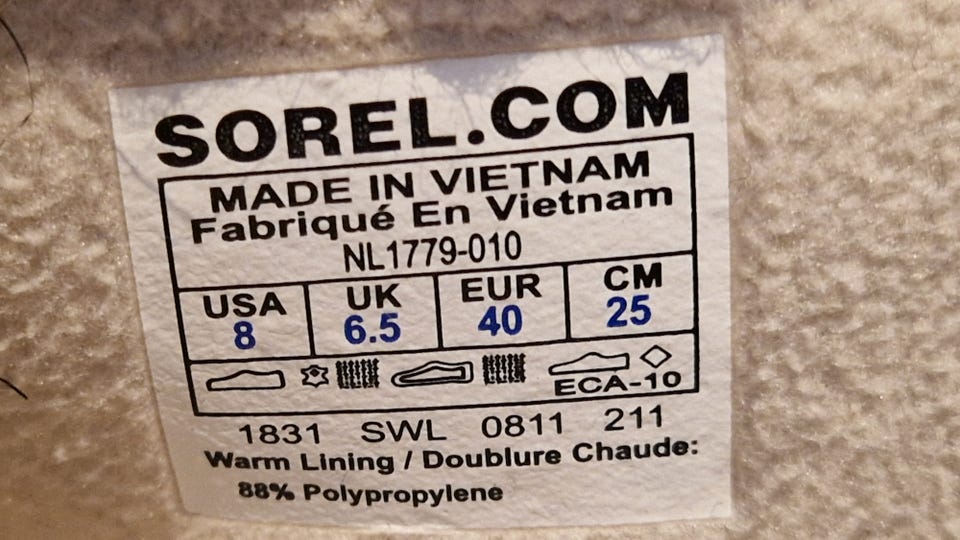 SOREL.COM
MADE IN VIETNAM
Fabriqué En Vietnam
NL1779-010
USA UK EUR CM
8 6.5 40 25
ECA-10
1831 SWL 0811 211
Warm Lining / Doublure Chaude:
88% Polypropylene